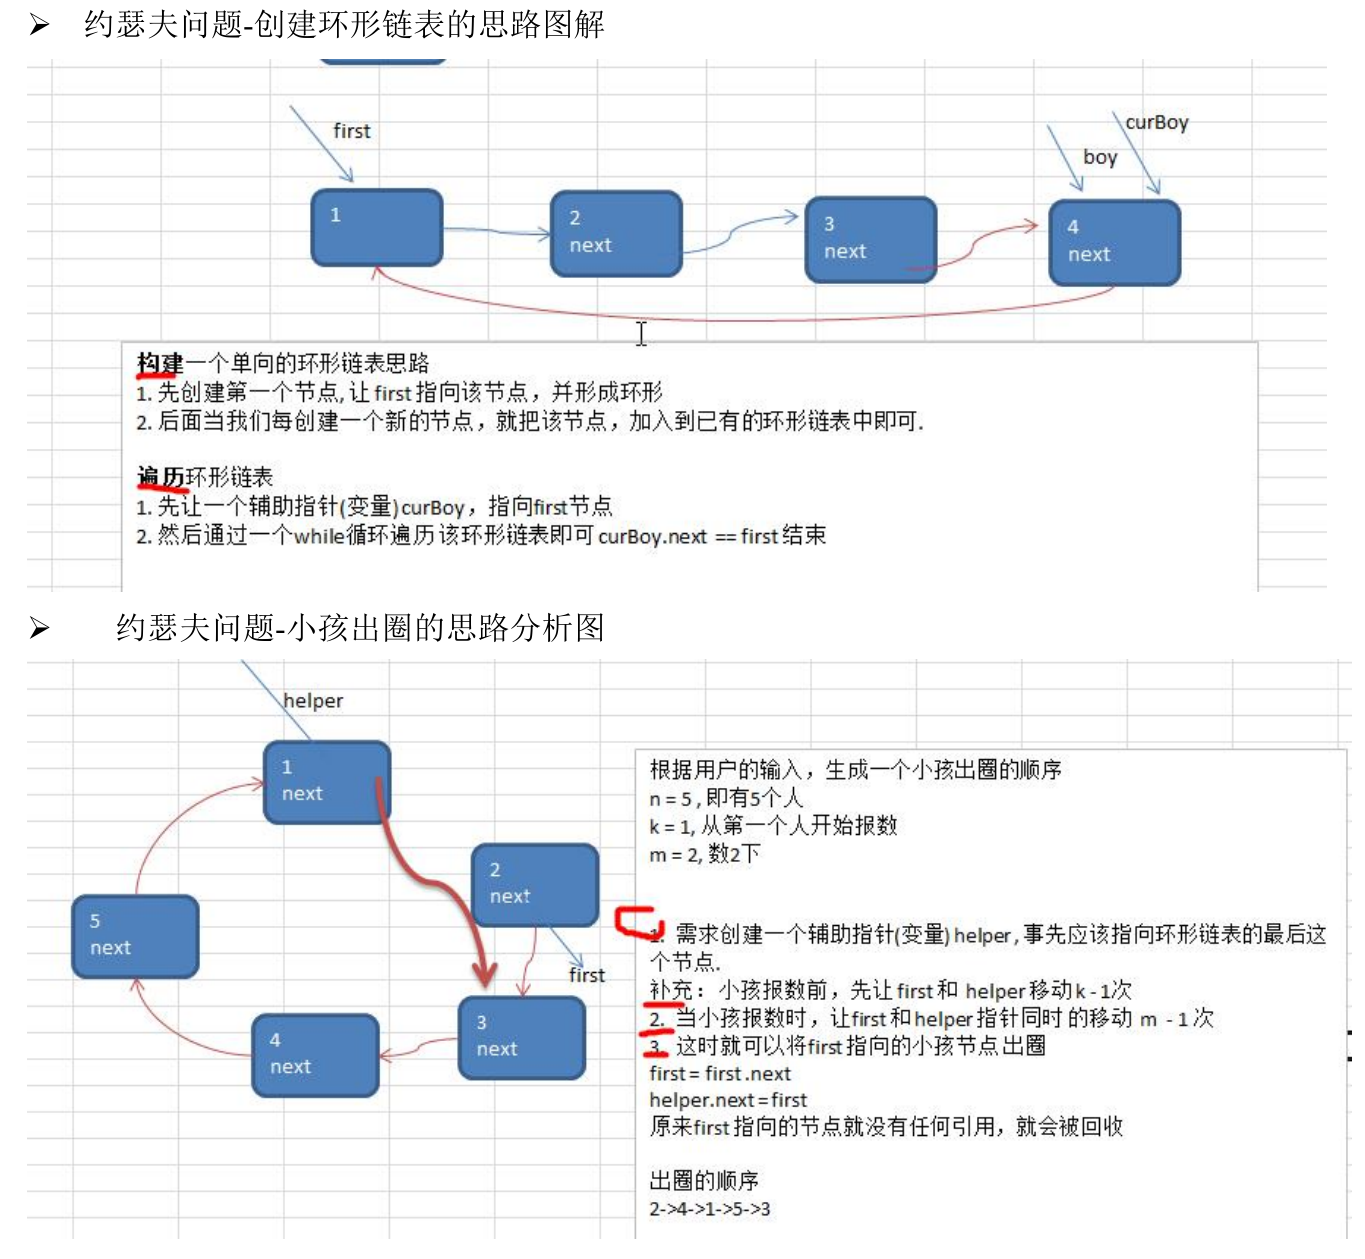 约瑟夫问题-创建环形链表的思路图解
first
curBoy
boy
1
2
next
3
next
4
next
构建一个单向的环形链表思路
1. 先创建第一个节点, 让 first 指向该节点，并形成环形
2. 后面当我们每创建一个新的节点，就把该节点，加入到已有的环形链表中即可.
遍历环形链表
1. 先让一个辅助指针(变量) curBoy，指向first节点
2. 然后通过一个while循环遍历 该环形链表即可 curBoy.next == first 结束
约瑟夫问题-小孩出圈的思路分析图
helper
1
next
2
next
5
next
first
3
next
4
next
根据用户的输入，生成一个小孩出圈的顺序
n = 5 , 即有5个人
k = 1, 从第一个人开始报数
m = 2, 数2下
1. 需求创建一个辅助指针(变量) helper , 事先应该指向环形链表的最后这
个节点.
补充： 小孩报数前，先让 first 和 helper 移动 k - 1次
2. 当小孩报数时，让first 和 helper 指针同时 的移动 m - 1 次
3. 这时就可以将first 指向的小孩节点 出圈
first = first .next
helper.next = first
原来first 指向的节点就没有任何引用，就会被回收
出圈的顺序
2->4->1->5->3